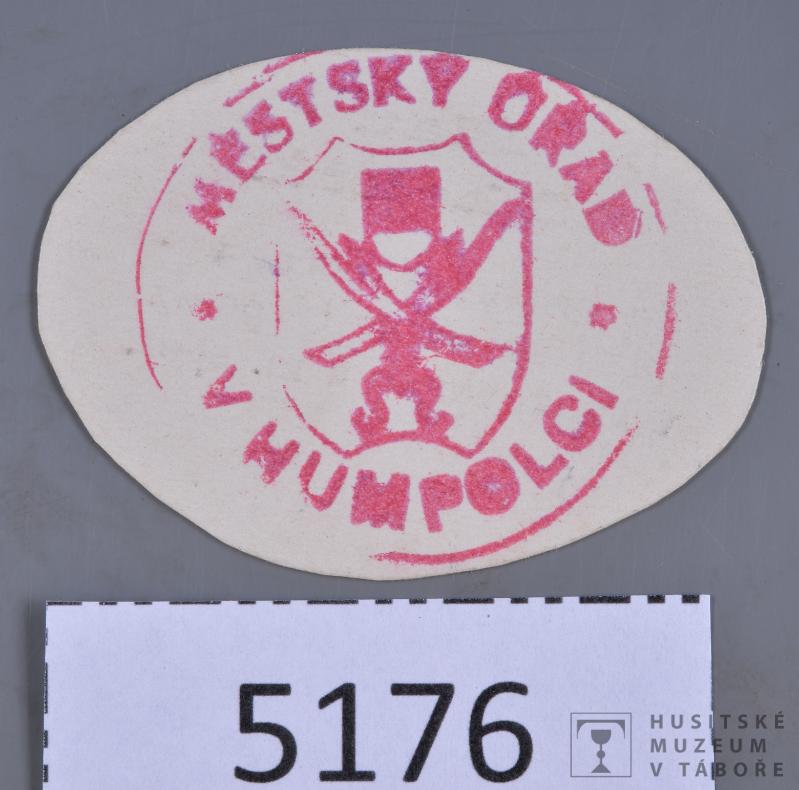 MĚSTSKÝ ÚŘAD
V HUMPOLCI
5176
HUSITSKÉ
MUZEUM
V TÁBOŘE